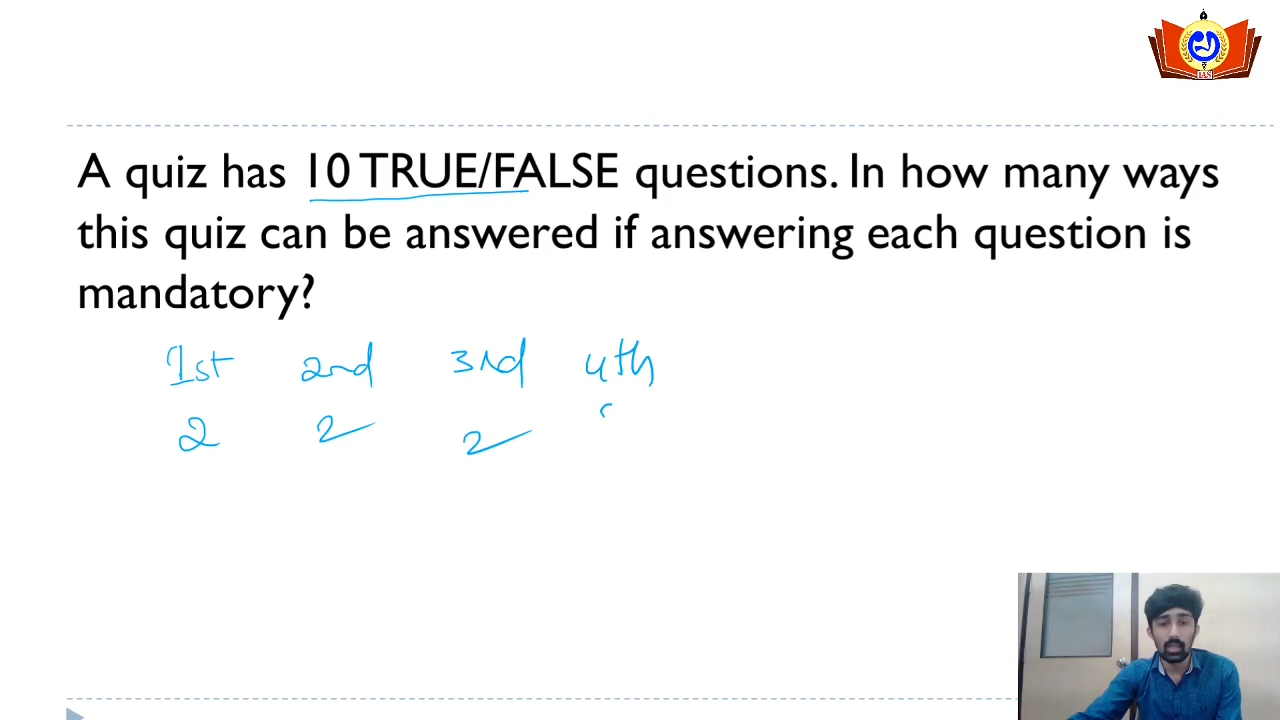 A quiz has 10 TRUE/FALSE questions. In how many ways
this quiz can be answered if answering each question is
mandatory?
1st 2nd 3rd 4th
2 2 2